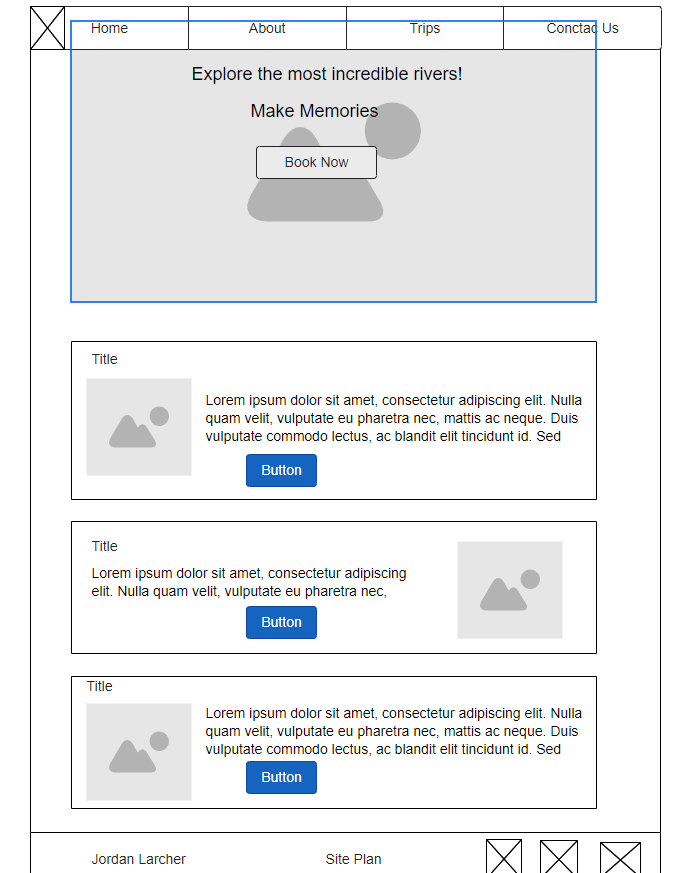 Home About Trips Conctac Us
Explore the most incredible rivers!
Make Memories
Book Now
Title
Lorem ipsum dolor sit amet, consectetur adipiscing elit. Nulla
quam velit, vulputate eu pharetra nec, mattis ac neque. Duis
vulputate commodo lectus, ac blandit elit tincidunt id. Sed
Button
Title
Lorem ipsum dolor sit amet, consectetur adipiscing
elit. Nulla quam velit, vulputate eu pharetra nec,
Button
Title
Lorem ipsum dolor sit amet, consectetur adipiscing elit. Nulla
quam velit, vulputate eu pharetra nec, mattis ac neque. Duis
vulputate commodo lectus, ac blandit elit tincidunt id. Sed
Button
Jordan Larcher Site Plan